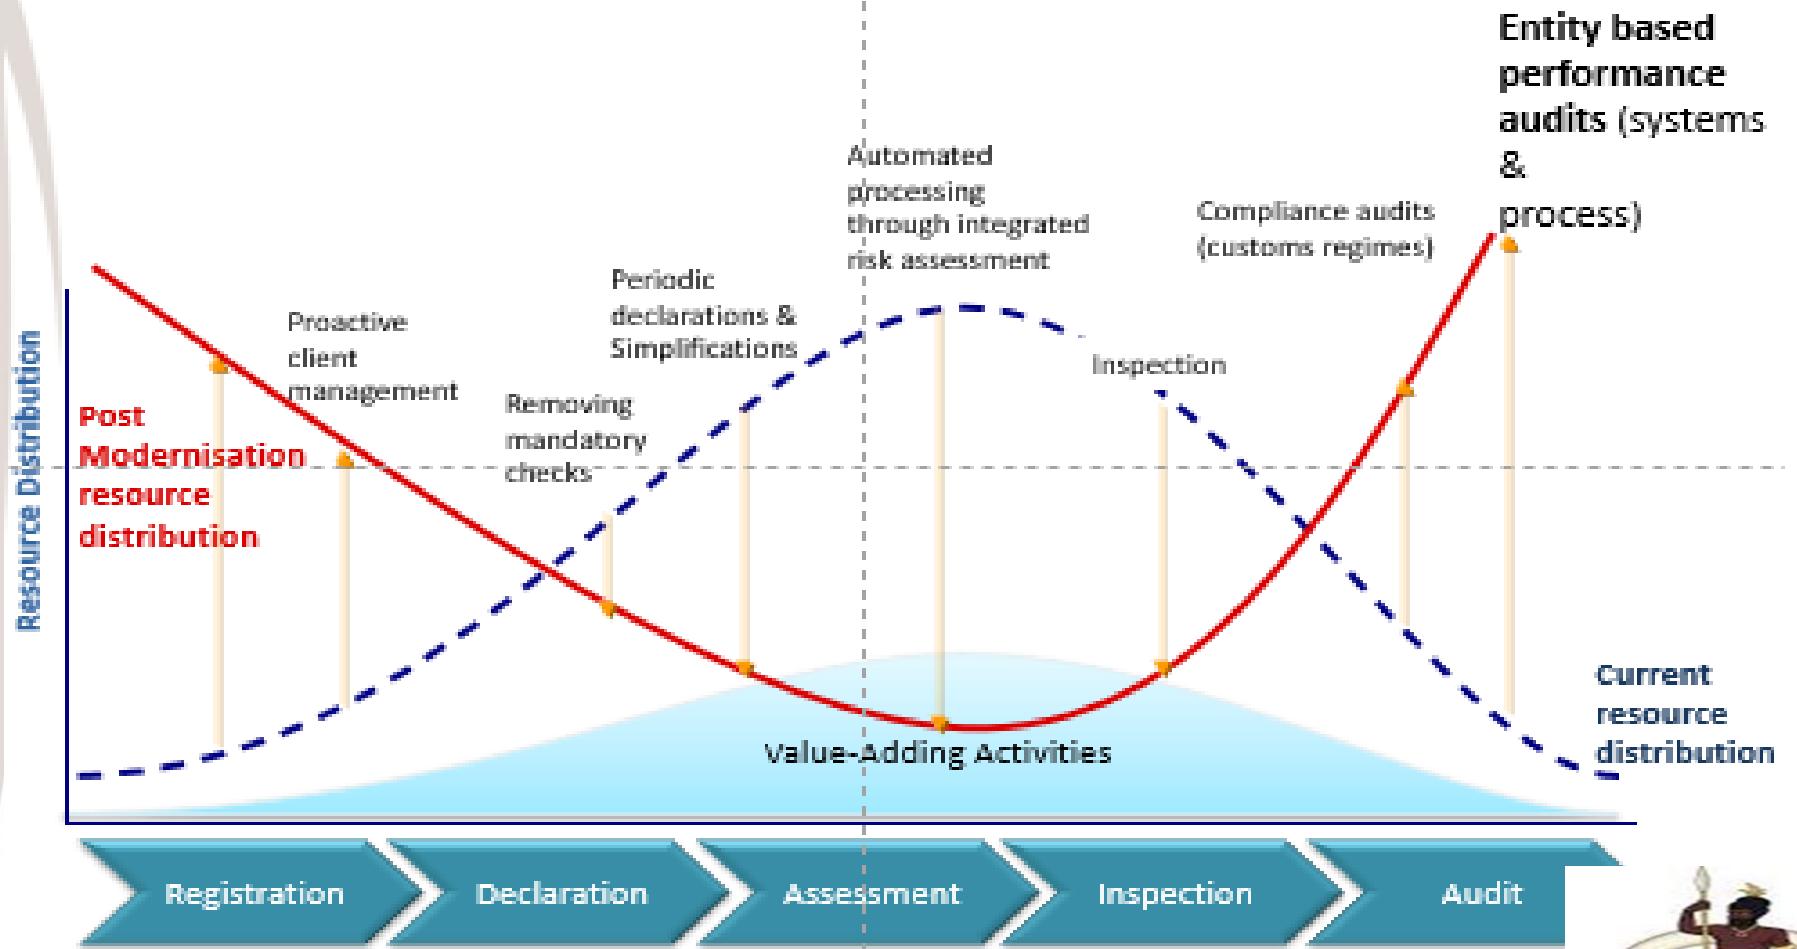 Entity based
performance
audits (systems
&
process)
Automated
processing
through integrated
risk assessment
Compliance audits
(customs regimes)
Periodic
declarations &
Simplifications
Proactive
client
management
Inspection
Removing
mandatory
checks
Post
Modernisation
resource
distribution
Resource Distribution
Current
resource
distribution
Value-Adding Activities
Registration
Declaration
Assessment
Inspection
Audit